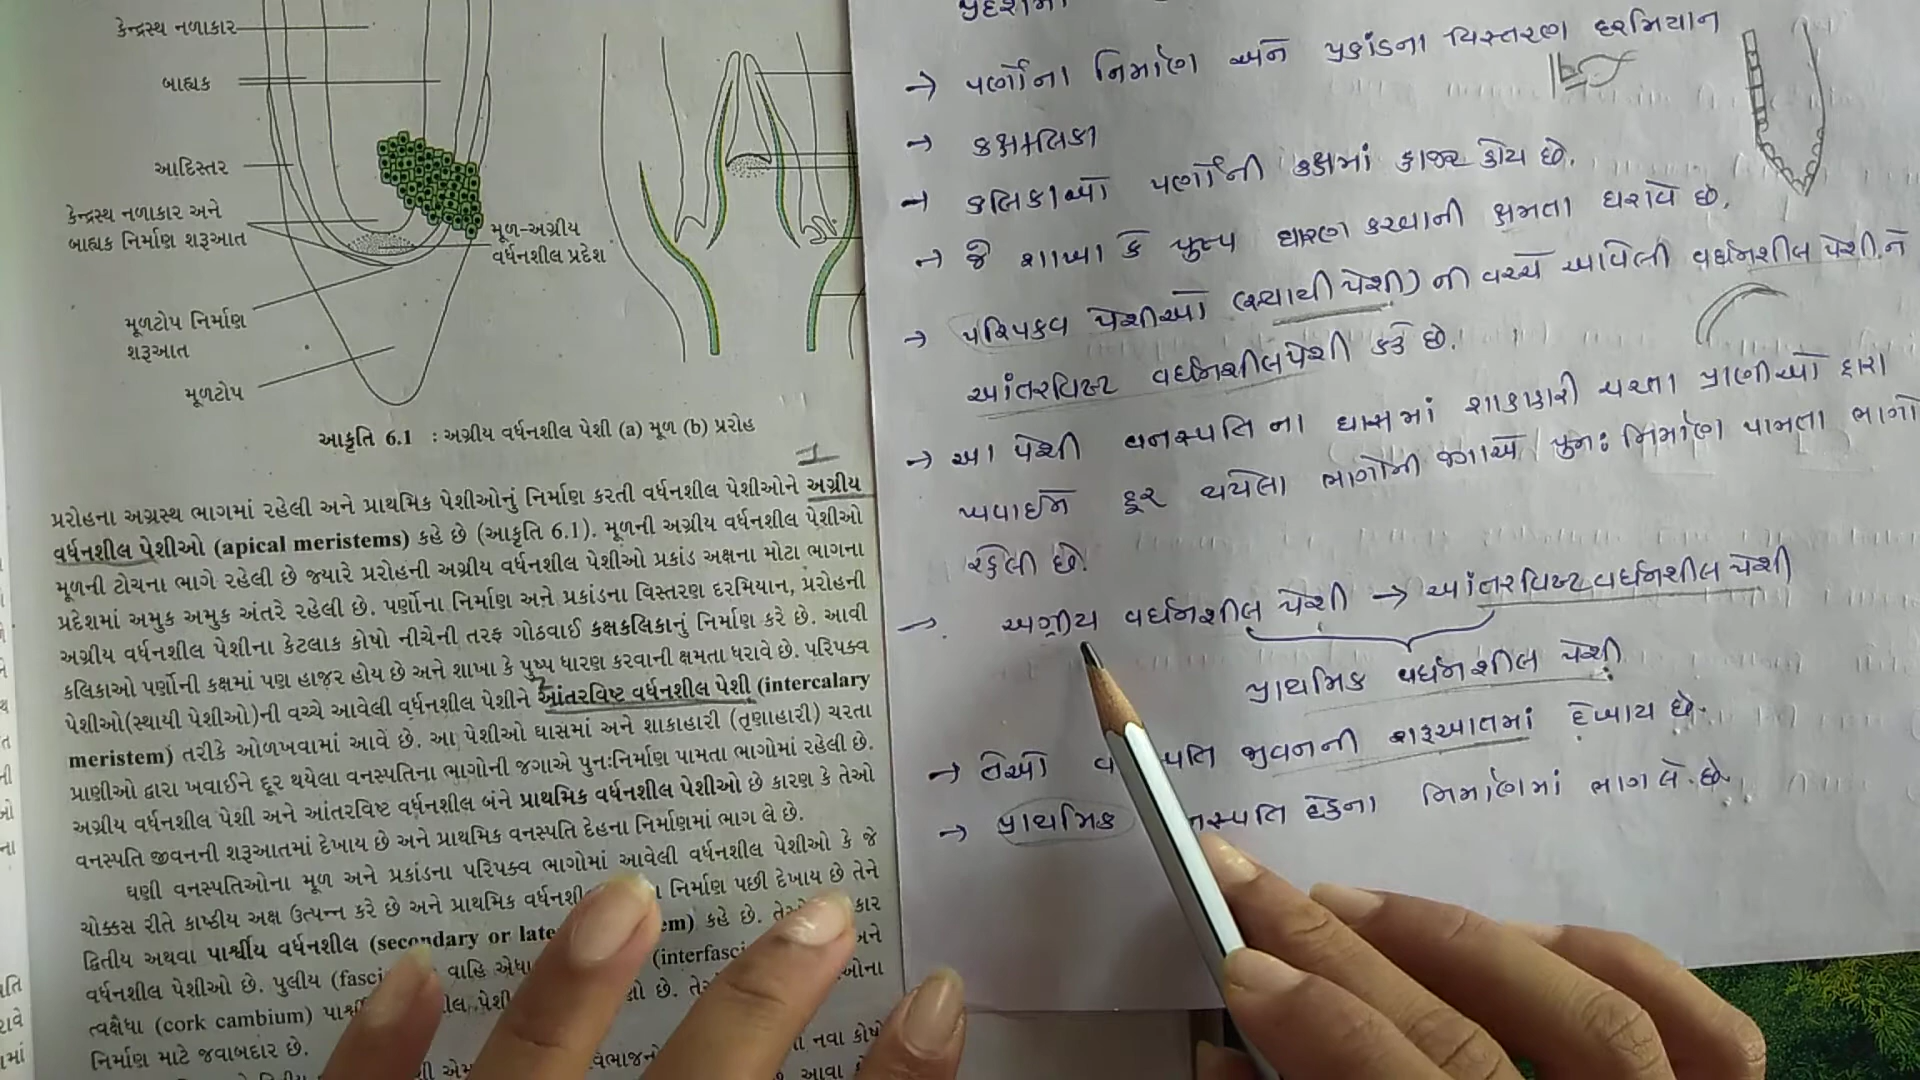 કેન્દ્રસ્થ નળાકાર
બાહ્યક
આદિસ્તર
કેન્દ્રસ્થ નળાકાર અને
બાહ્યક નિર્માણ શરૂઆત
મૂળ-અગ્રીય
વર્ધનશીલ પ્રદેશ
મૂળટોપ નિર્માણ
શરૂઆત
મૂળટોપ
આકૃતિ 6.1 : અગ્રીય વર્ધનશીલ પેશી (a) મૂળ (b) પ્રરોહ
1
પ્રરોહના અગ્રસ્થ ભાગમાં રહેલી અને પ્રાથમિક પેશીઓનું નિર્માણ કરતી વર્ધનશીલ પેશીઓને અગ્રીય
વર્ધનશીલ પેશીઓ (apical meristems) કહે છે (આકૃતિ 6.1). મૂળની અગ્રીય વર્ધનશીલ પેશીઓ
મૂળની ટોચના ભાગે રહેલી છે જ્યારે પ્રરોહની અગ્રીય વર્ધનશીલ પેશીઓ પ્રકાંડ અક્ષના મોટા ભાગના
પ્રદેશમાં અમુક અમુક અંતરે રહેલી છે. પર્ણોના નિર્માણ અને પ્રકાંડના વિસ્તરણ દરમિયાન, પ્રરોહની
અગ્રીય વર્ધનશીલ પેશીના કેટલાક કોષો નીચેની તરફ ગોઠવાઈ કક્ષકલિકાનું નિર્માણ કરે છે. આવી
કલિકાઓ પર્ણોની કક્ષમાં પણ હાજર હોય છે અને શાખા કે પુષ્પ ધારણ કરવાની ક્ષમતા ધરાવે છે. પરિપક્વ
પેશીઓ(સ્થાયી પેશીઓ)ની વચ્ચે આવેલી વર્ધનશીલ પેશીને આંતરવિષ્ટ વર્ધનશીલ પેશી (intercalary
meristem) તરીકે ઓળખવામાં આવે છે. આ પેશીઓ ઘાસમાં અને શાકાહારી (તૃણાહારી) ચરતા
પ્રાણીઓ દ્વારા ખવાઈને દૂર થયેલા વનસ્પતિના ભાગોની જગાએ પુનઃનિર્માણ પામતા ભાગોમાં રહેલી છે.
અગ્રીય વર્ધનશીલ પેશી અને આંતરવિષ્ટ વર્ધનશીલ બંને પ્રાથમિક વર્ધનશીલ પેશીઓ છે કારણ કે તેઓ
વનસ્પતિ જીવનની શરૂઆતમાં દેખાય છે અને પ્રાથમિક વનસ્પતિ દેહના નિર્માણમાં ભાગ લે છે.
ઘણી વનસ્પતિઓના મૂળ અને પ્રકાંડના પરિપક્વ ભાગોમાં આવેલી વર્ધનશીલ પેશીઓ કે જે
ચોક્કસ રીતે કાષ્ઠીય અક્ષ ઉત્પન્ન કરે છે અને પ્રાથમિક વર્ધનશી નિર્માણ પછી દેખાય છે તેને
દ્વિતીય અથવા પાર્શ્વીય વર્ધનશીલ (secondary or late em) કહે છે. કાર
વર્ધનશીલ પેશીઓ છે. પુલીય (fasci વાહિ એધા (interfasci અને
ત્વક્ષૈધા (cork cambium) પેશી છે.
નિર્માણ માટે જવાબદાર છે.
નવા કોષો
આવા
→ પર્ણોના નિર્માણ અને પ્રકાંડના વિસ્તરણ દરમિયાન
→ કક્ષકલિકા
→ કલિકાઓ પર્ણોની કક્ષમાં હાજર હોય છે.
→ જે શાખા કે પુષ્પ ધારણ કરવાની ક્ષમતા ધરાવે છે.
→ પરિપકવ પેશીઓ (સ્થાયી પેશી) ની વચ્ચે આવેલી વર્ધનશીલ પેશી ને
આંતરવિષ્ટ વર્ધનશીલપેશી કહે છે.
→ આ પેશી વનસ્પતિ ના ઘાસમાં શાકાહારી ચરતા પ્રાણીઓ દ્વારા
ખવાઈને દૂર થયેલા ભાગોની જગાએ પુનઃ નિર્માણ પામતા ભાગો
રહેલી છે.
→ અગ્રીય વર્ધનશીલ પેશી → આંતરવિષ્ટ વર્ધનશીલ પેશી
પ્રાથમિક વર્ધનશીલ પેશી
→ તેઓ વ પતિ જીવનની શરૂઆતમાં દેખાય છે.
→ પ્રાથમિક નસ્પતિ દેહના નિર્માણમાં ભાગ લે છે.